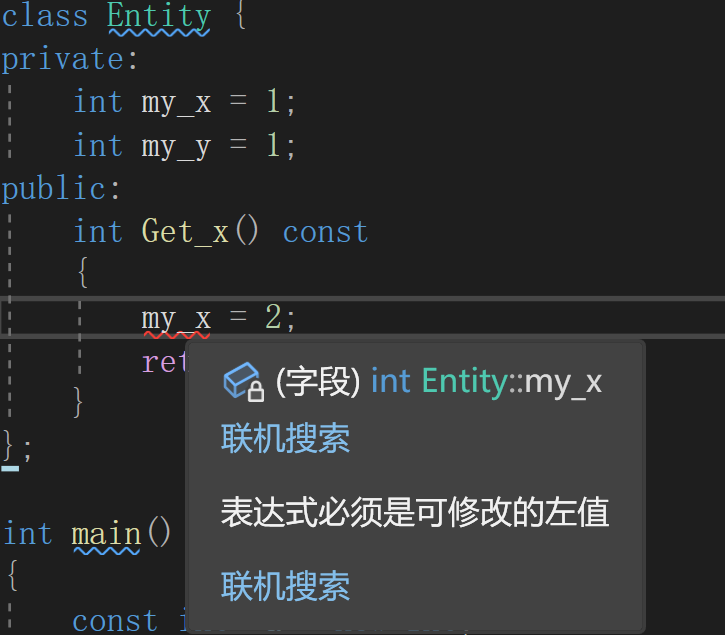 class Entity {
private:
int my_x = 1;
int my_y = 1;
public:
int Get_x() const
{
my_x = 2;
ret
(字段) int Entity::my_x
联机搜索
}
};
表达式必须是可修改的左值
int main()
联机搜索
{
const